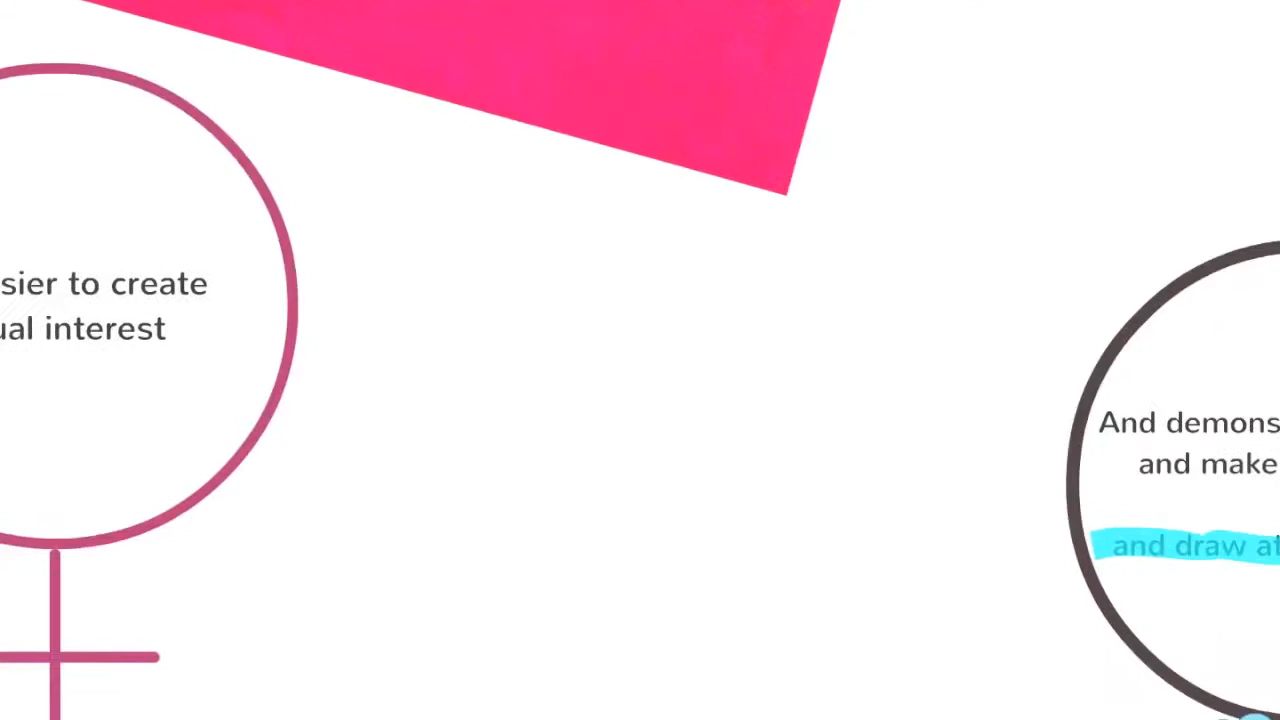 sier to create
ual interest
And demons
and make
and draw at